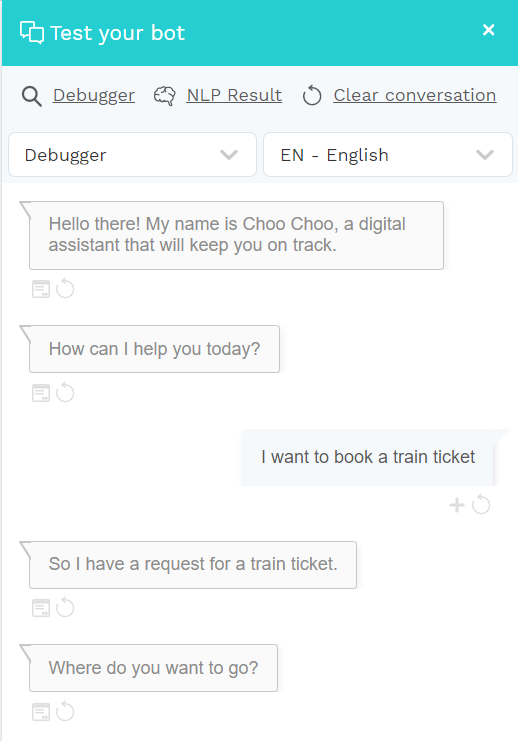 Test your bot
Debugger
NLP Result
Clear conversation
Debugger
EN - English
Hello there! My name is Choo Choo, a digital
assistant that will keep you on track.
How can I help you today?
I want to book a train ticket
So I have a request for a train ticket.
Where do you want to go?